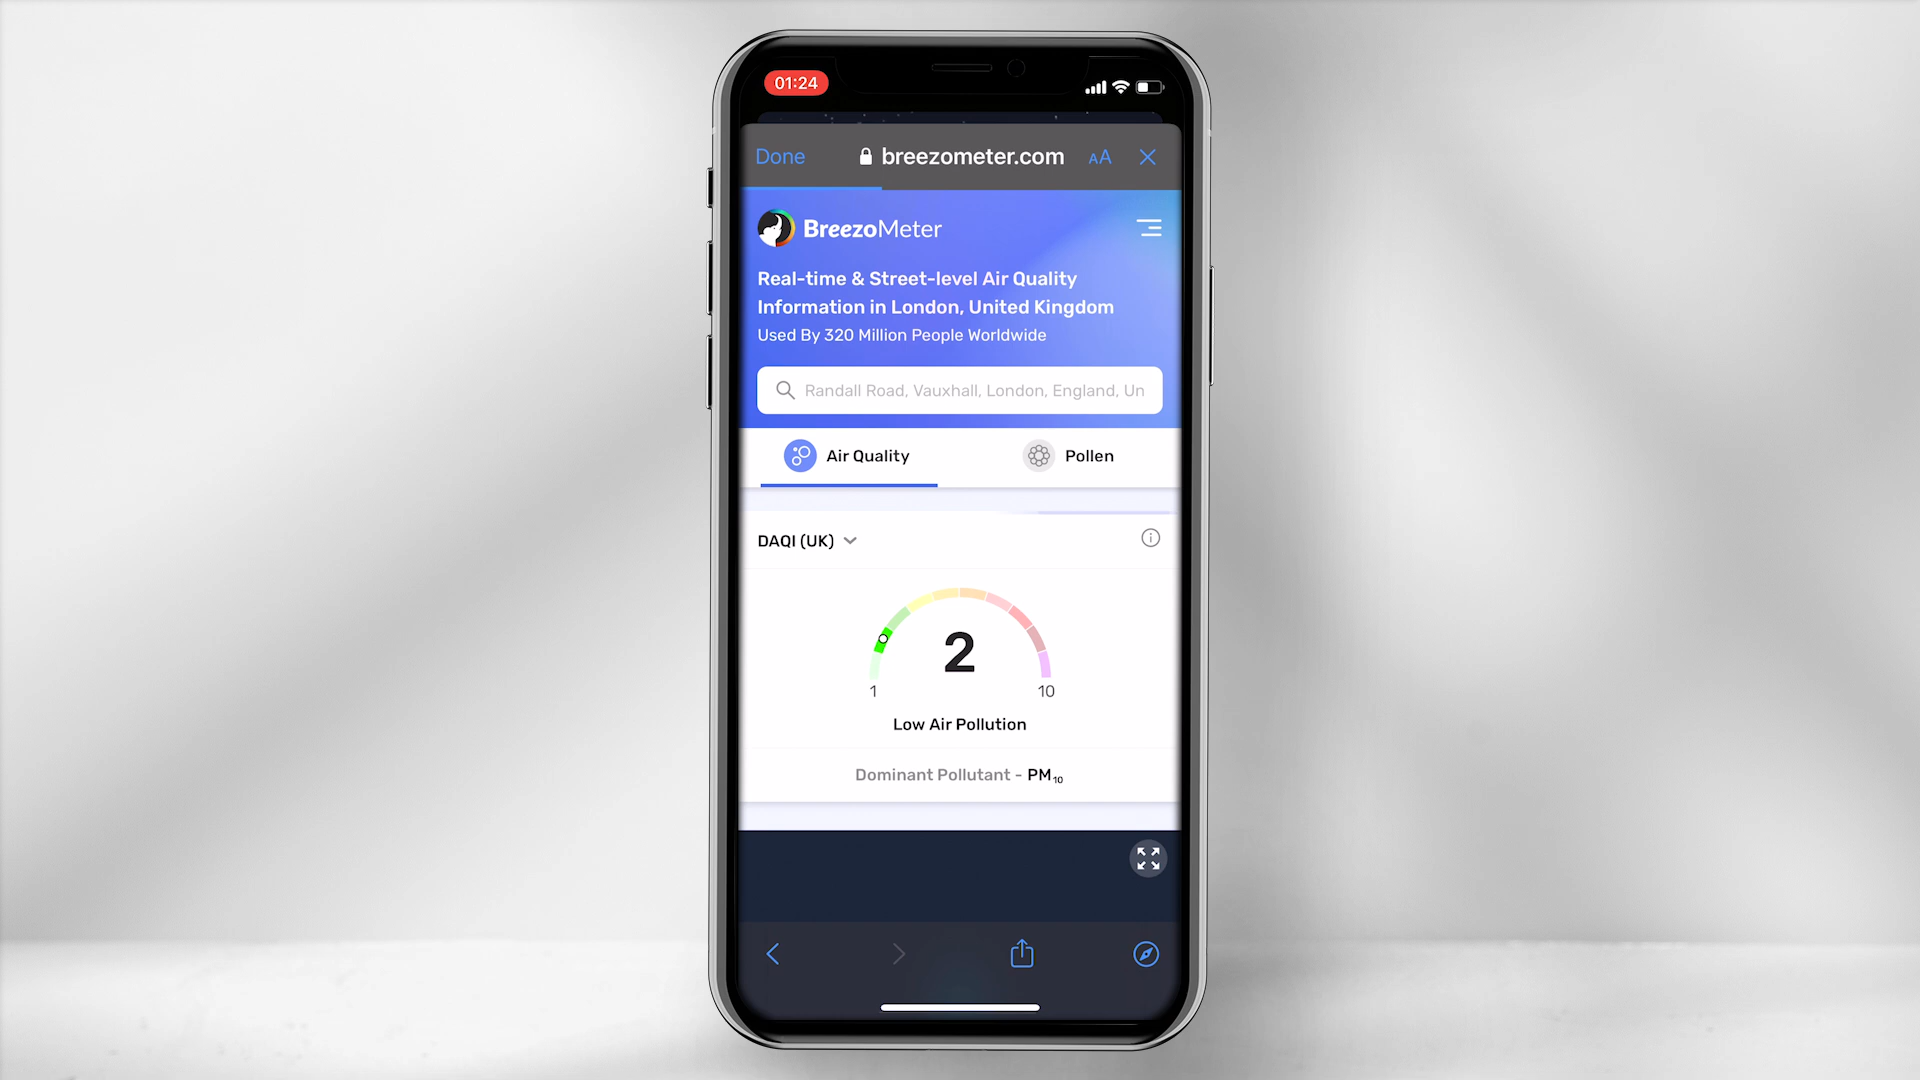 01:24
Done
breezometer.com
AA
BreezoMeter
Real-time & Street-level Air Quality
Information in London, United Kingdom
Used By 320 Million People Worldwide
Randall Road, Vauxhall, London, England, Un
Air Quality
Pollen
DAQI (UK)
2
1
10
Low Air Pollution
Dominant Pollutant - PM₁₀